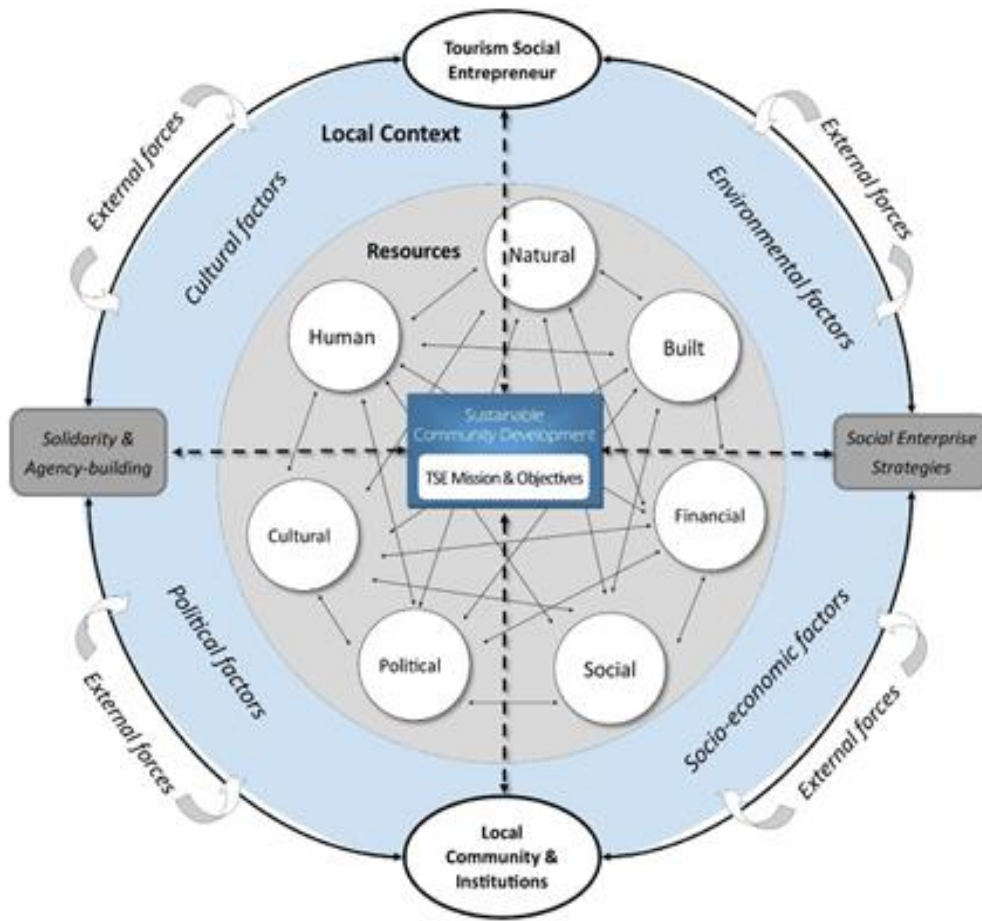 Tourism Social
Entrepreneur
External forces
External forces
Local Context
Cultural factors
Environmental factors
Resources
Natural
Human
Built
Sustainable
Community Development
TSE Mission & Objectives
Solidarity &
Agency-building
Social Enterprise
Strategies
Cultural
Financial
Political
Social
Political factors
Socio-economic factors
External forces
External forces
Local
Community &
Institutions